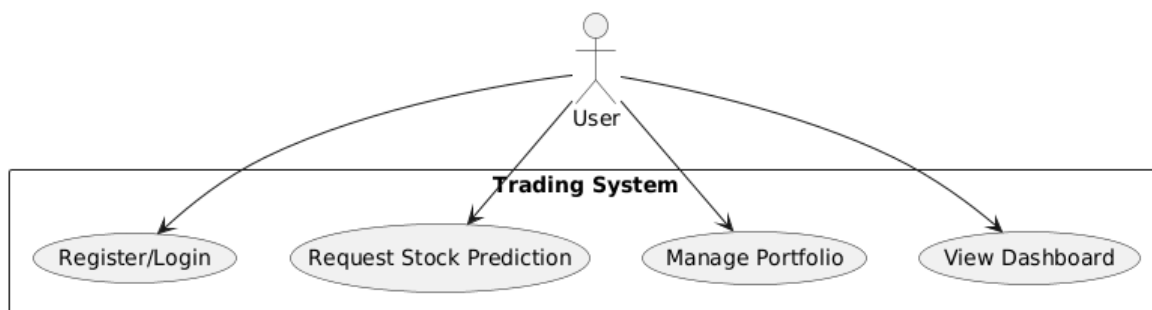 User
Trading System
Register/Login
Request Stock Prediction
Manage Portfolio
View Dashboard